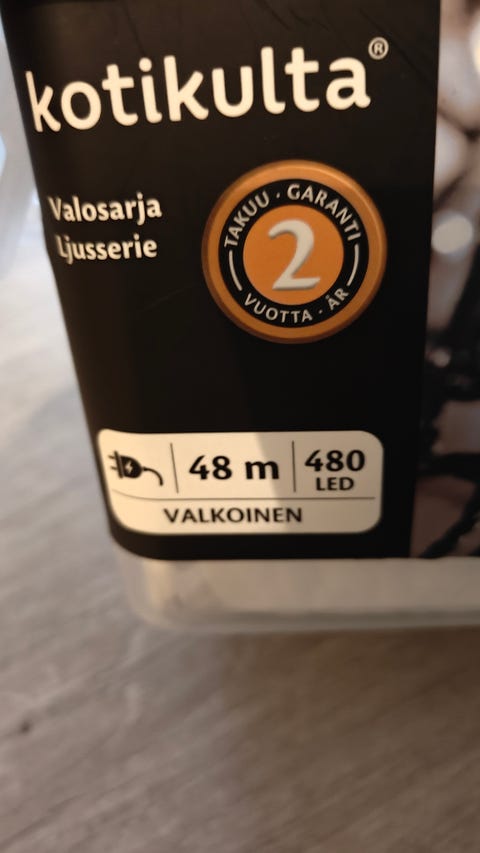 kotikulta®
Valosarja
Ljusserie
TAKUU · GARANTI
2
VUOTTA · ÅR
48 m
480
LED
VALKOINEN